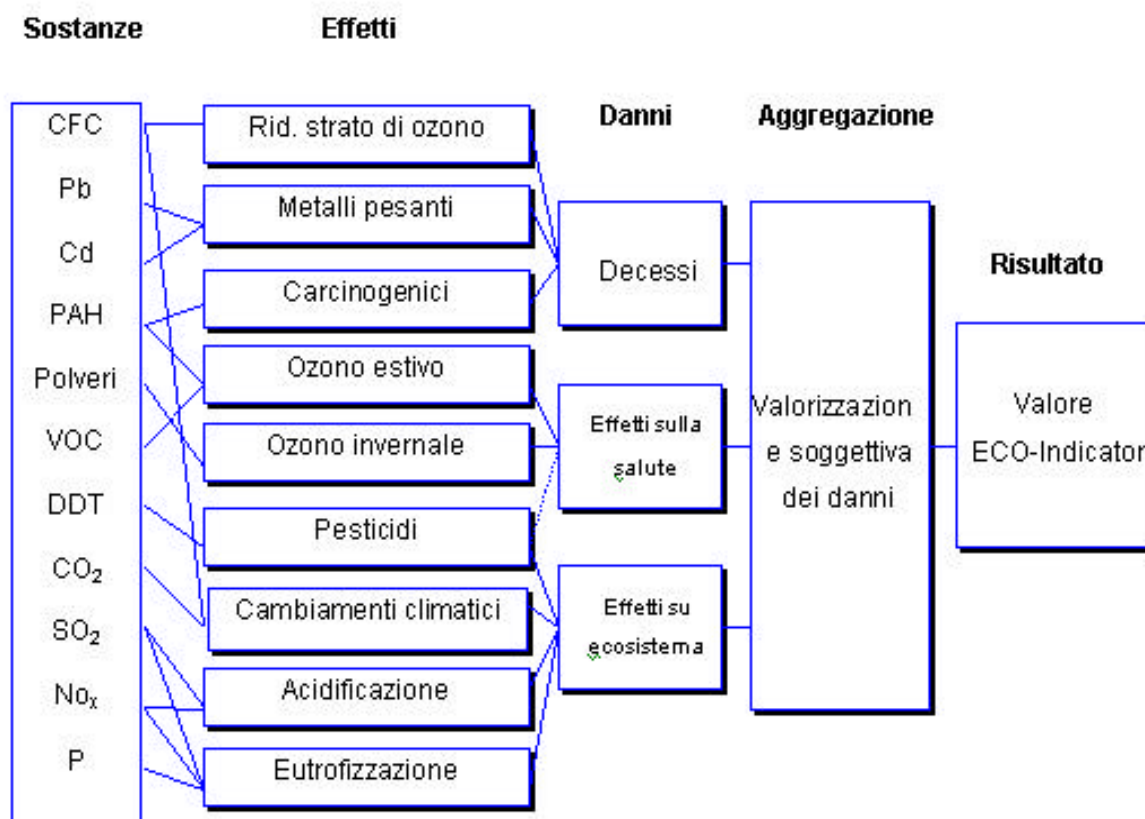 Sostanze
Effetti
Danni
Aggregazione
Risultato
CFC
Pb
Cd
PAH
Polveri
VOC
DDT
CO₂
SO₂
Noₓ
P
Rid. strato di ozono
Metalli pesanti
Carcinogenici
Ozono estivo
Ozono invernale
Pesticidi
Cambiamenti climatici
Acidificazione
Eutrofizzazione
Decessi
Effetti sulla
salute
Effetti su
ecosistema
Valorizzazion
e soggettiva
dei danni
Valore
ECO-Indicator